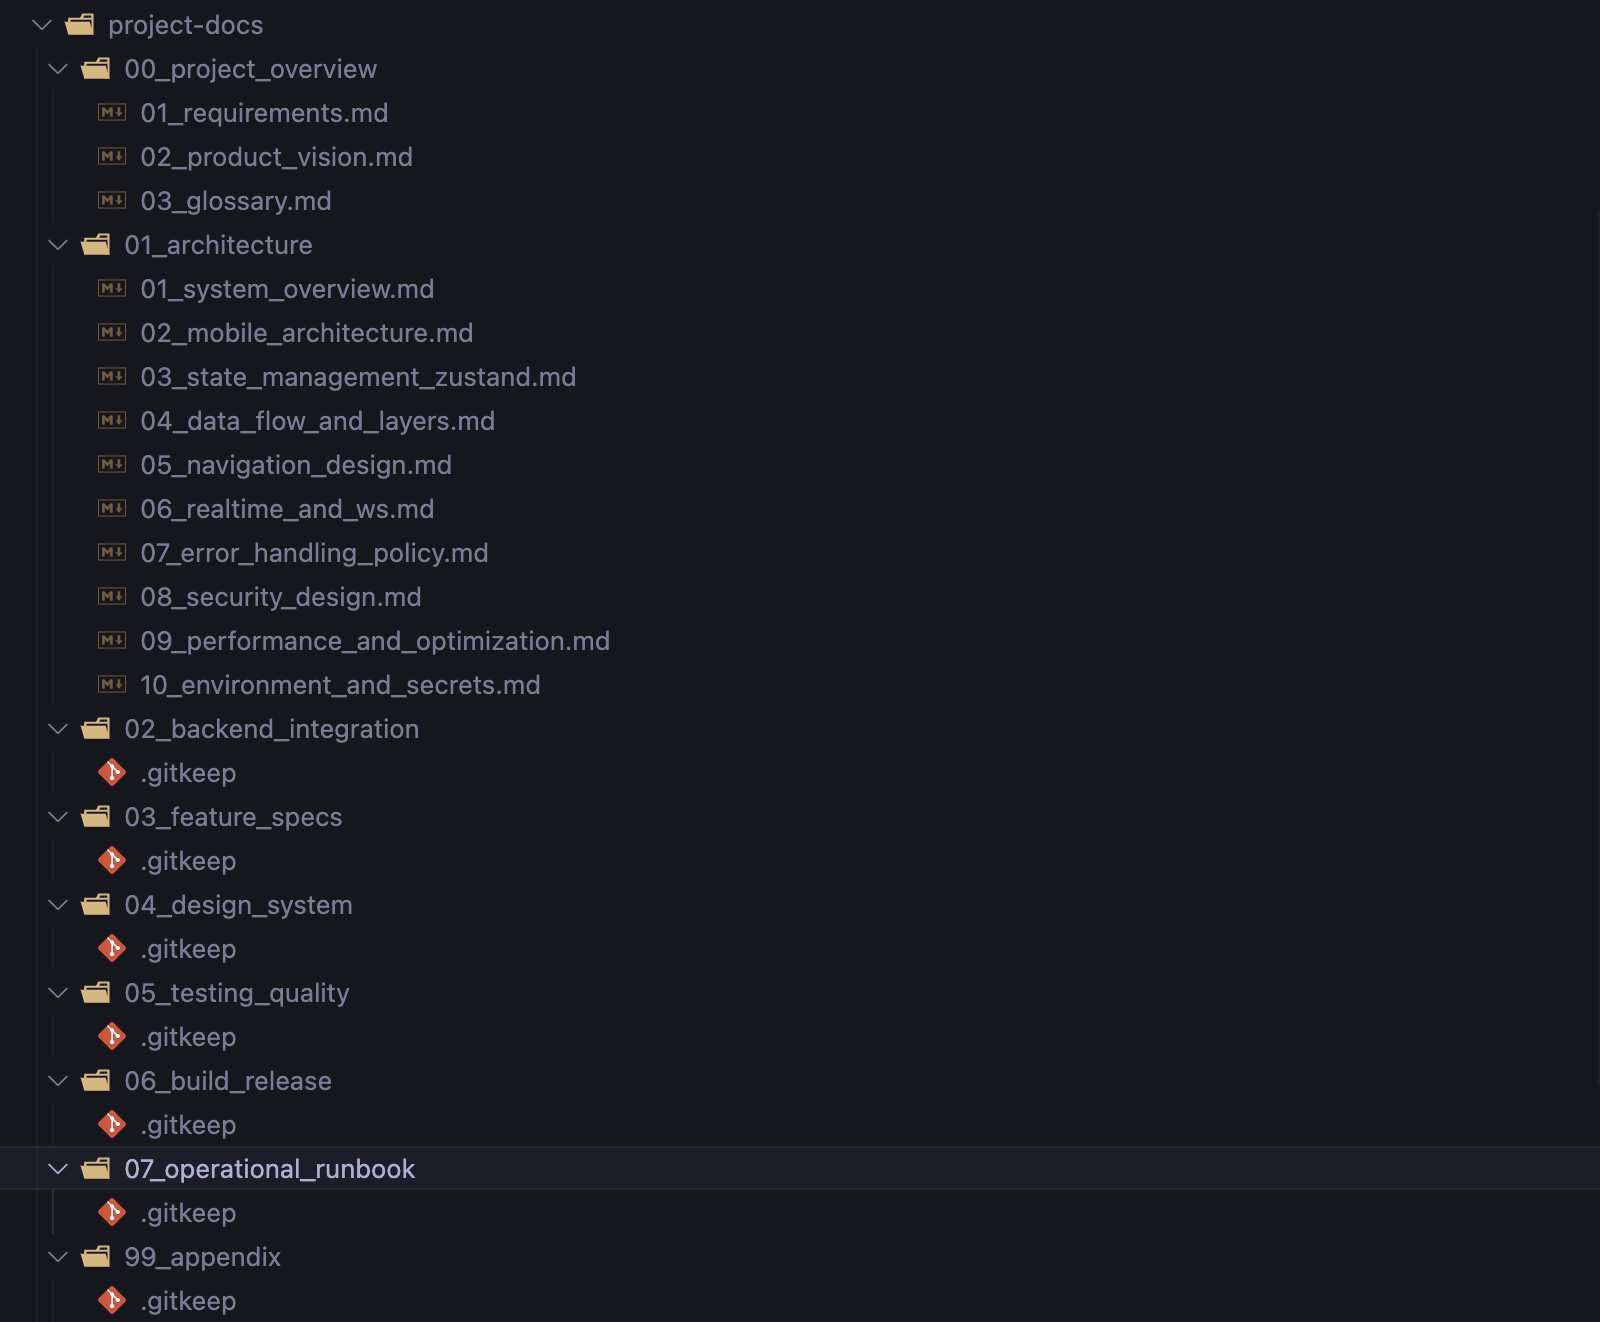 project-docs
00_project_overview
01_requirements.md
02_product_vision.md
03_glossary.md
01_architecture
01_system_overview.md
02_mobile_architecture.md
03_state_management_zustand.md
04_data_flow_and_layers.md
05_navigation_design.md
06_realtime_and_ws.md
07_error_handling_policy.md
08_security_design.md
09_performance_and_optimization.md
10_environment_and_secrets.md
02_backend_integration
.gitkeep
03_feature_specs
.gitkeep
04_design_system
.gitkeep
05_testing_quality
.gitkeep
06_build_release
.gitkeep
07_operational_runbook
.gitkeep
99_appendix
.gitkeep